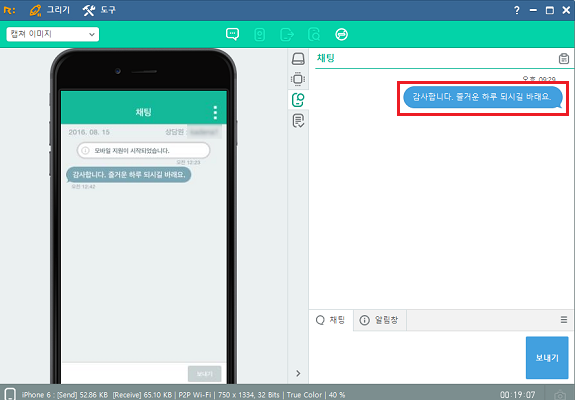 그리기
도구
?
캡쳐 이미지
채팅
2016. 08. 15
상담원
모바일 지원이 시작되었습니다.
오전 12:23
감사합니다. 즐거운 하루 되시길 바래요.
오전 12:42
보내기
채팅
오후 09:29
감사합니다. 즐거운 하루 되시길 바래요.
채팅
알림창
보내기
iPhone 6 : [Send] 52.86 KB [Receive] 65.10 KB | P2P Wi-Fi | 750 x 1334, 32 Bits | True Color | 40 %
00:19:07